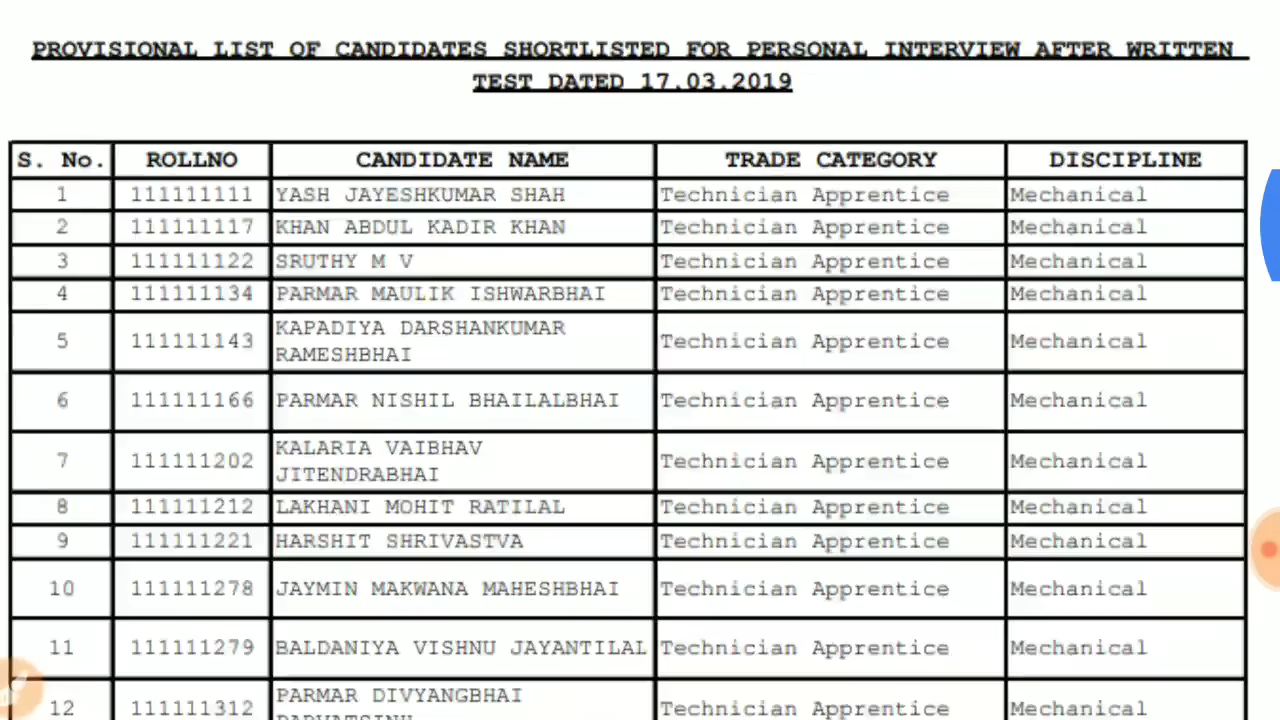 PROVISIONAL LIST OF CANDIDATES SHORTLISTED FOR PERSONAL INTERVIEW AFTER WRITTEN
TEST DATED 17.03.2019
S. No. ROLLNO CANDIDATE NAME TRADE CATEGORY DISCIPLINE
1 111111111 YASH JAYESHKUMAR SHAH Technician Apprentice Mechanical
2 111111117 KHAN ABDUL KADIR KHAN Technician Apprentice Mechanical
3 111111122 SRUTHY M V Technician Apprentice Mechanical
4 111111134 PARMAR MAULIK ISHWARBHAI Technician Apprentice Mechanical
5 111111143 KAPADIYA DARSHANKUMAR
RAMESHBHAI Technician Apprentice Mechanical
6 111111166 PARMAR NISHIL BHAILALBHAI Technician Apprentice Mechanical
7 111111202 KALARIA VAIBHAV
JITENDRABHAI Technician Apprentice Mechanical
8 111111212 LAKHANI MOHIT RATILAL Technician Apprentice Mechanical
9 111111221 HARSHIT SHRIVASTVA Technician Apprentice Mechanical
10 111111278 JAYMIN MAKWANA MAHESHBHAI Technician Apprentice Mechanical
11 111111279 BALDANIYA VISHNU JAYANTILAL Technician Apprentice Mechanical
12 111111312 PARMAR DIVYANGBHAI
Technician Apprentice Mechanical